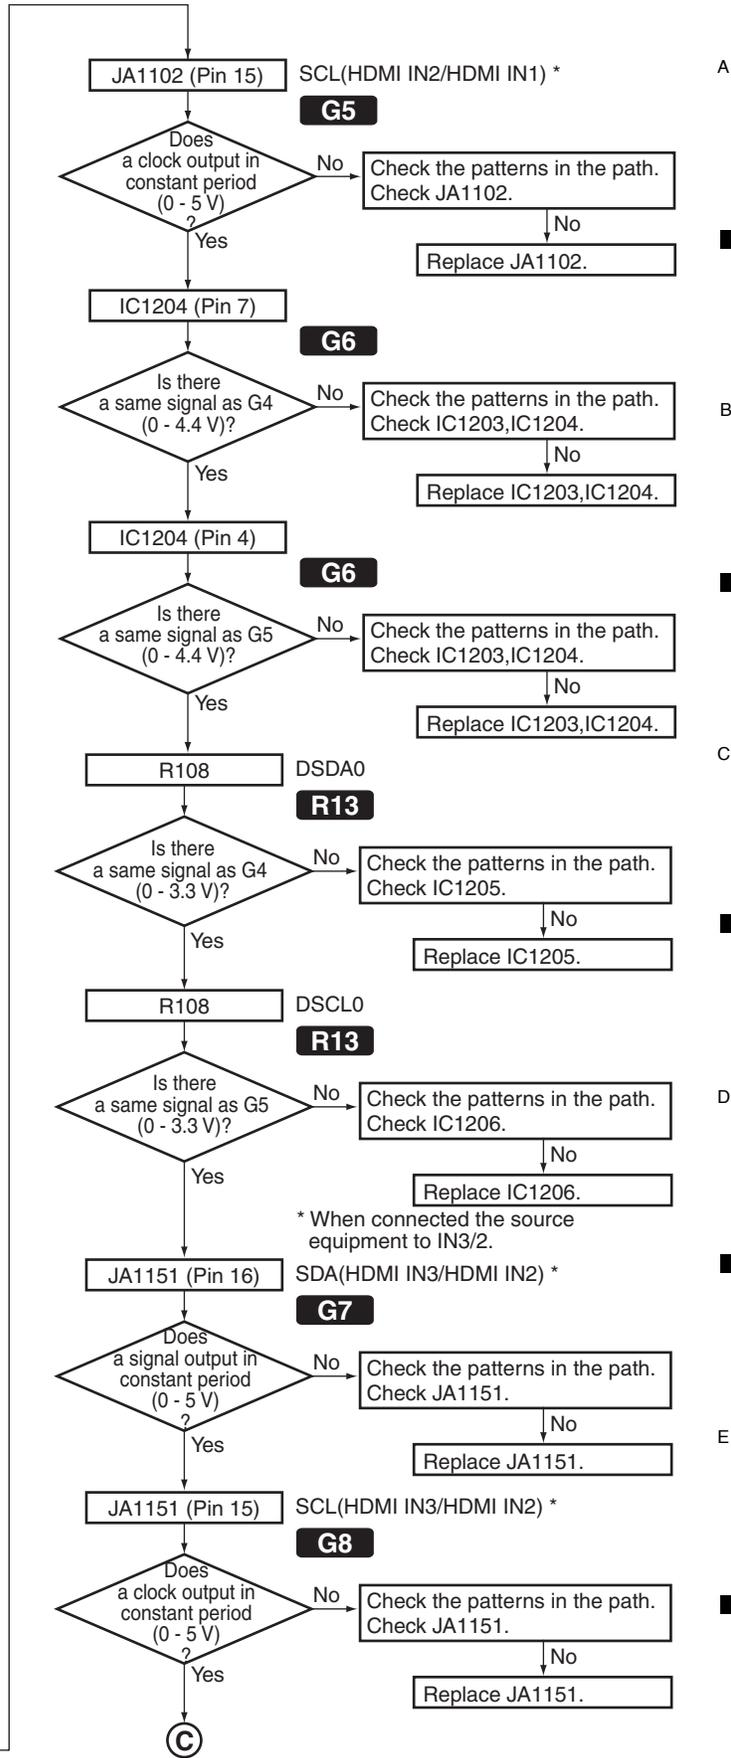 JA1102 (Pin 15)
SCL(HDMI IN2/HDMI IN1) *
A
G5
Does
a clock output in
constant period
(0 - 5 V)
?
No
Check the patterns in the path.
Check JA1102.
No
Yes
Replace JA1102.
IC1204 (Pin 7)
G6
Is there
a same signal as G4
(0 - 4.4 V)?
No
Check the patterns in the path.
Check IC1203,IC1204.
B
No
Yes
Replace IC1203,IC1204.
IC1204 (Pin 4)
G6
Is there
a same signal as G5
(0 - 4.4 V)?
No
Check the patterns in the path.
Check IC1203,IC1204.
No
Yes
Replace IC1203,IC1204.
C
R108
DSDA0
R13
Is there
a same signal as G4
(0 - 3.3 V)?
No
Check the patterns in the path.
Check IC1205.
No
Yes
Replace IC1205.
R108
DSCL0
R13
Is there
a same signal as G5
(0 - 3.3 V)?
No
Check the patterns in the path.
Check IC1206.
D
No
Yes
Replace IC1206.
* When connected the source
equipment to IN3/2.
JA1151 (Pin 16)
SDA(HDMI IN3/HDMI IN2) *
G7
Does
a signal output in
constant period
(0 - 5 V)
?
No
Check the patterns in the path.
Check JA1151.
No
Yes
Replace JA1151.
E
JA1151 (Pin 15)
SCL(HDMI IN3/HDMI IN2) *
G8
Does
a clock output in
constant period
(0 - 5 V)
?
No
Check the patterns in the path.
Check JA1151.
No
Yes
Replace JA1151.
C